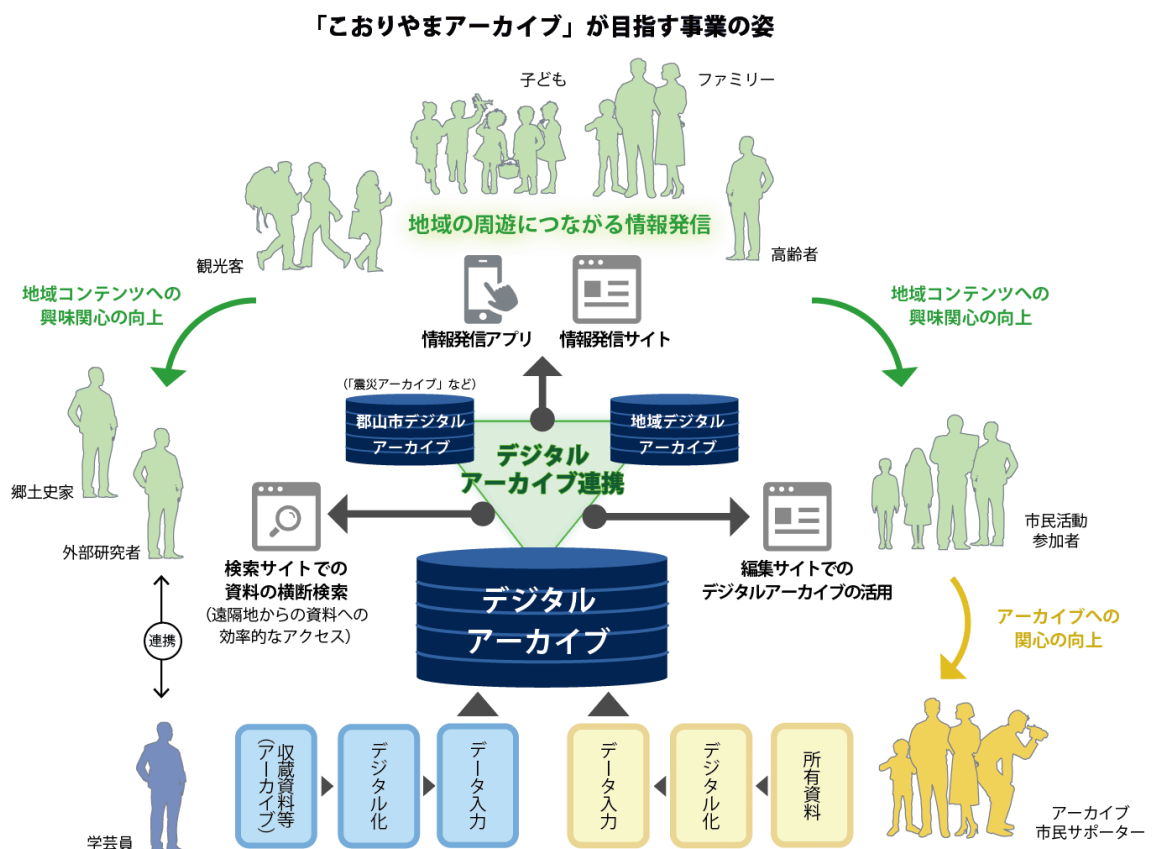 「こおりやまアーカイブ」が目指す事業の姿
子ども
ファミリー
観光客
地域の周遊につながる情報発信
高齢者
地域コンテンツへの
興味関心の向上
情報発信アプリ
情報発信サイト
地域コンテンツへの
興味関心の向上
(「震災アーカイブ」など)
郡山市デジタル
アーカイブ
地域デジタル
アーカイブ
デジタル
アーカイブ連携
郷土史家
外部研究者
検索サイトでの
資料の横断検索
(遠隔地からの資料への
効率的なアクセス)
編集サイトでの
デジタルアーカイブの活用
市民活動
参加者
デジタル
アーカイブ
連携
アーカイブへの
関心の向上
学芸員
収蔵資料等
(アーカイブ)
デジタル化
データ入力
データ入力
デジタル化
所有資料
アーカイブ
市民サポーター